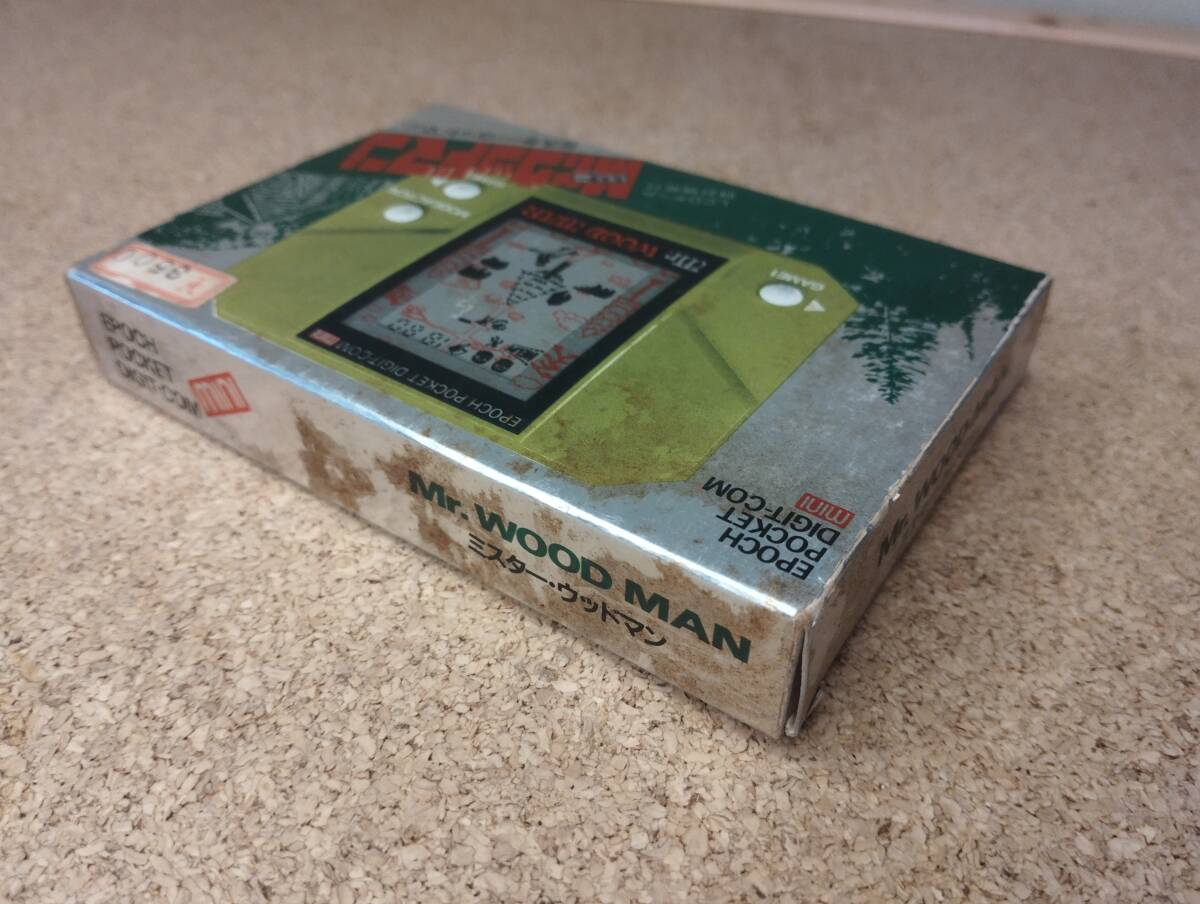 ミスター・ウッドマン
GAME1
Mr. WOOD MAN
EPOCH POCKET DIGIT-COM
mini
EPOCH
POCKET
DIGIT-COM
mini
EPOCH
POCKET
DIGIT-COM
mini
Mr. WOOD MAN
ミスター・ウッドマン